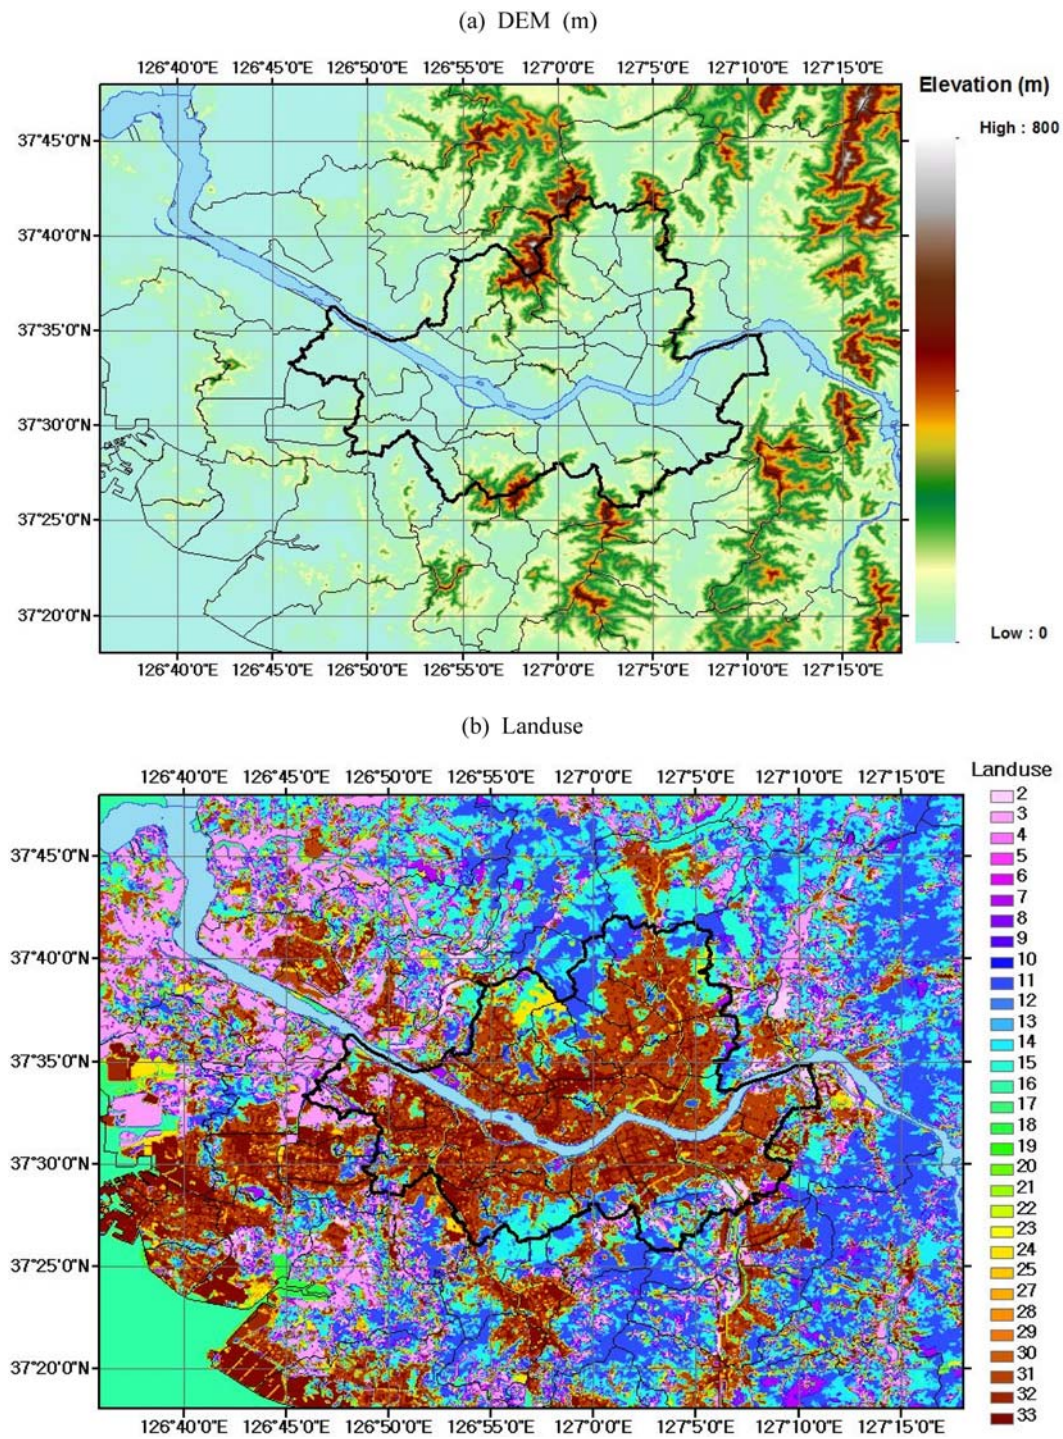 (a) DEM (m)
126°40'0"E 126°45'0"E 126°50'0"E 126°55'0"E 127°0'0"E 127°5'0"E 127°10'0"E 127°15'0"E
Elevation (m)
High : 800
37°45'0"N
37°40'0"N
37°35'0"N
37°30'0"N
37°25'0"N
37°20'0"N
Low : 0
126°40'0"E 126°45'0"E 126°50'0"E 126°55'0"E 127°0'0"E 127°5'0"E 127°10'0"E 127°15'0"E
(b) Landuse
126°40'0"E 126°45'0"E 126°50'0"E 126°55'0"E 127°0'0"E 127°5'0"E 127°10'0"E 127°15'0"E
Landuse
2
3
4
5
6
7
8
9
10
11
12
13
14
15
16
17
18
19
20
21
22
23
24
25
27
28
29
30
31
32
33
37°45'0"N
37°40'0"N
37°35'0"N
37°30'0"N
37°25'0"N
37°20'0"N
126°40'0"E 126°45'0"E 126°50'0"E 126°55'0"E 127°0'0"E 127°5'0"E 127°10'0"E 127°15'0"E